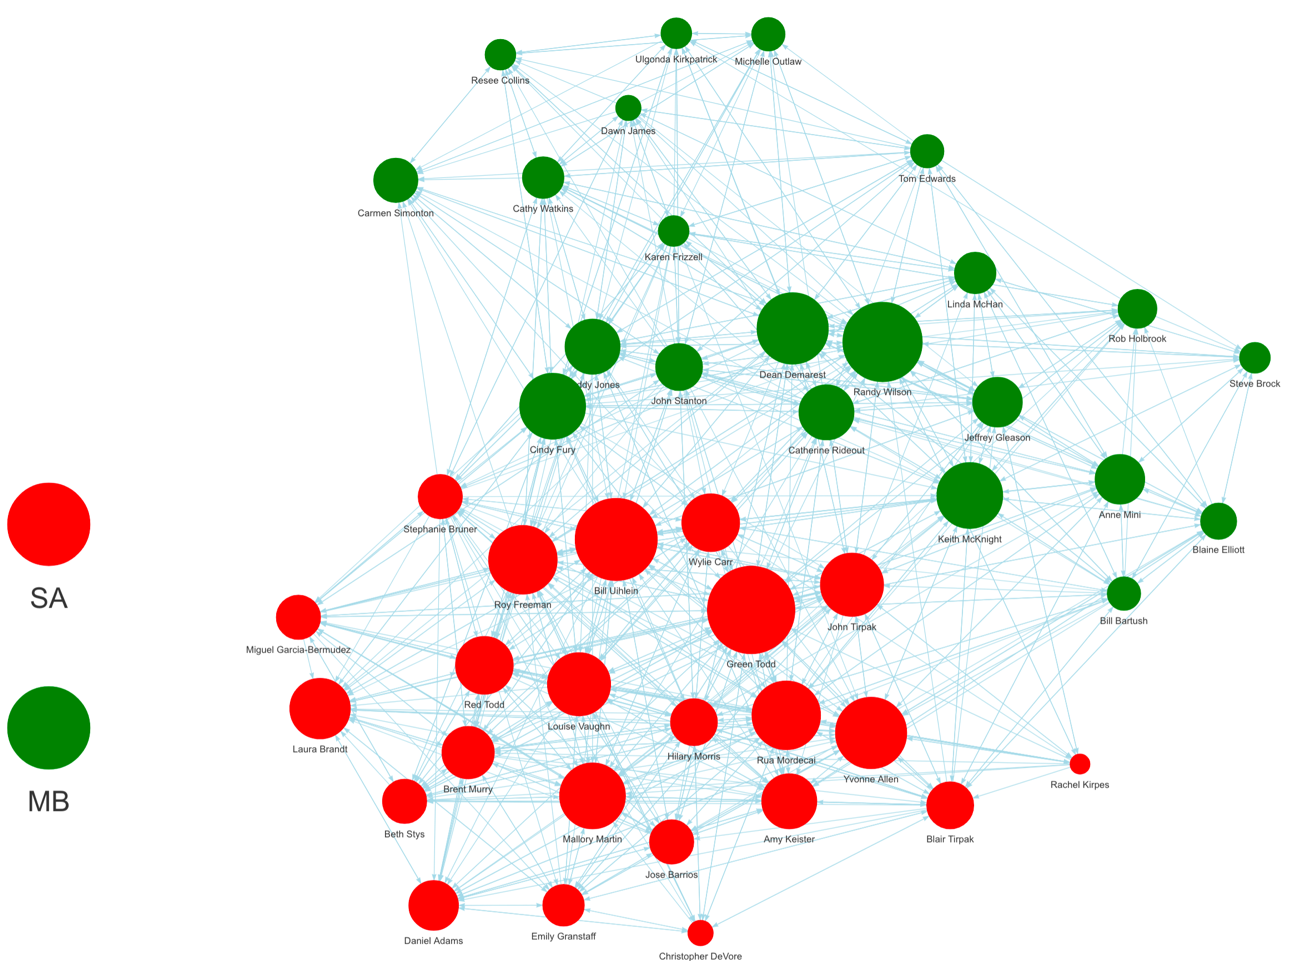 Ulgonda Kirkpatrick
Michelle Outlaw
Resee Collins
Dawn James
Tom Edwards
Cathy Watkins
Carmen Simonton
Karen Frizzell
Linda McHan
Rob Holbrook
Dean Demarest
Steve Brock
ddy Jones
Randy Wilson
John Stanton
Jeffrey Gleason
Cindy Fury
Catherine Rideout
Anne Mini
Stephanie Bruner
Keith McKnight
Blaine Elliott
Wylie Carr
Bill Uihlein
SA
Roy Freeman
Bill Bartush
John Tirpak
Miguel Garcia-Bermudez
Green Todd
Red Todd
Louise Vaughn
Laura Brandt
Hilary Morris
Rua Mordecai
Yvonne Allen
Rachel Kirpes
Brent Murry
MB
Beth Stys
Mallory Martin
Amy Keister
Blair Tirpak
Jose Barrios
Emily Granstaff
Daniel Adams
Christopher DeVore